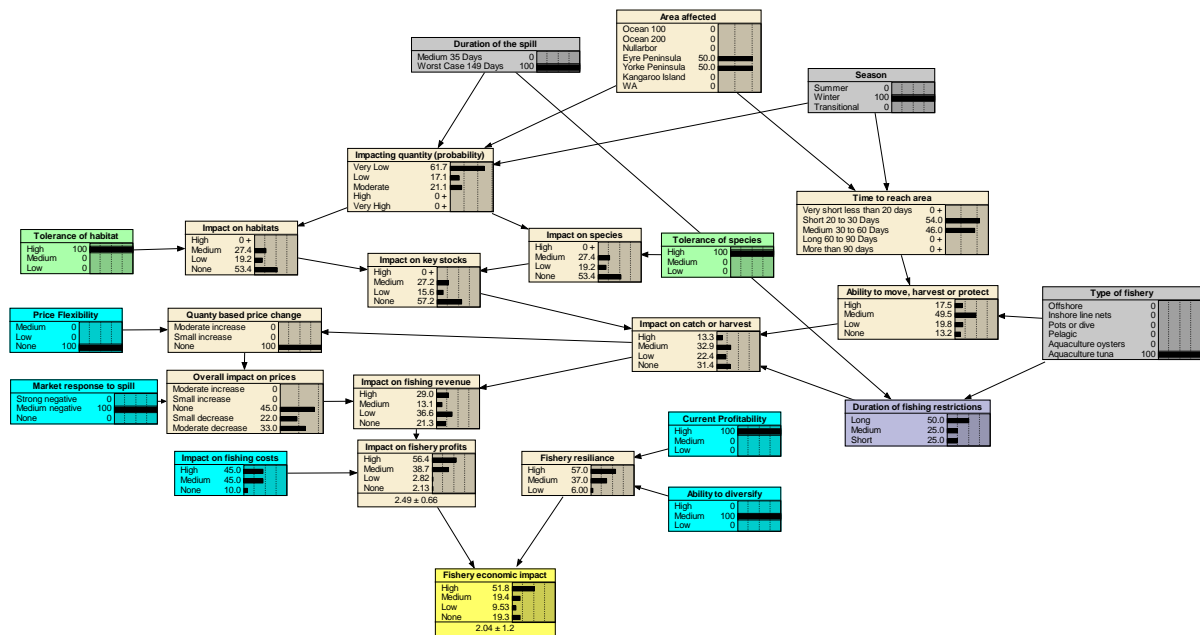 Area affected
Ocean 100 0
Ocean 200 0
Nullarbor 0
Eyre Peninsula 50.0
Yorke Peninsula 50.0
Kangaroo Island 0
WA 0
Duration of the spill
Medium 35 Days 0
Worst Case 149 Days 100
Season
Summer 0
Winter 100
Transitional 0
Impacting quantity (probability)
Very Low 61.7
Low 17.1
Moderate 21.1
High 0 +
Very High 0 +
Time to reach area
Very short less than 20 days 0 +
Short 20 to 30 Days 54.0
Medium 30 to 60 Days 46.0
Long 60 to 90 Days 0 +
More than 90 days 0 +
Tolerance of habitat
High 100
Medium 0
Low 0
Impact on habitats
High 0 +
Medium 27.4
Low 19.2
None 53.4
Impact on species
High 0 +
Medium 27.4
Low 19.2
None 53.4
Tolerance of species
High 100
Medium 0
Low 0
Impact on key stocks
High 0 +
Medium 27.2
Low 15.6
None 57.2
Ability to move, harvest or protect
High 17.5
Medium 49.5
Low 19.8
None 13.2
Type of fishery
Offshore 0
Inshore line nets 0
Pots or dive 0
Pelagic 0
Aquaculture oysters 0
Aquaculture tuna 100
Price Flexibility
Medium 0
Low 0
None 100
Quanty based price change
Moderate increase 0
Small increase 0
None 100
Impact on catch or harvest
High 13.3
Medium 32.9
Low 22.4
None 31.4
Market response to spill
Strong negative 0
Medium negative 100
None 0
Overall impact on prices
Moderate increase 0
Small increase 0
None 45.0
Small decrease 22.0
Moderate decrease 33.0
Impact on fishing revenue
High 29.0
Medium 13.1
Low 36.6
None 21.3
Duration of fishing restrictions
Long 50.0
Medium 25.0
Short 25.0
Current Profitability
High 100
Medium 0
Low 0
Impact on fishing costs
High 45.0
Medium 45.0
None 10.0
Impact on fishery profits
High 56.4
Medium 38.7
Low 2.82
None 2.13
2.49 ± 0.66
Fishery resiliance
High 57.0
Medium 37.0
Low 6.00
Ability to diversify
High 0
Medium 100
Low 0
Fishery economic impact
High 51.8
Medium 19.4
Low 9.53
None 19.3
2.04 ± 1.2